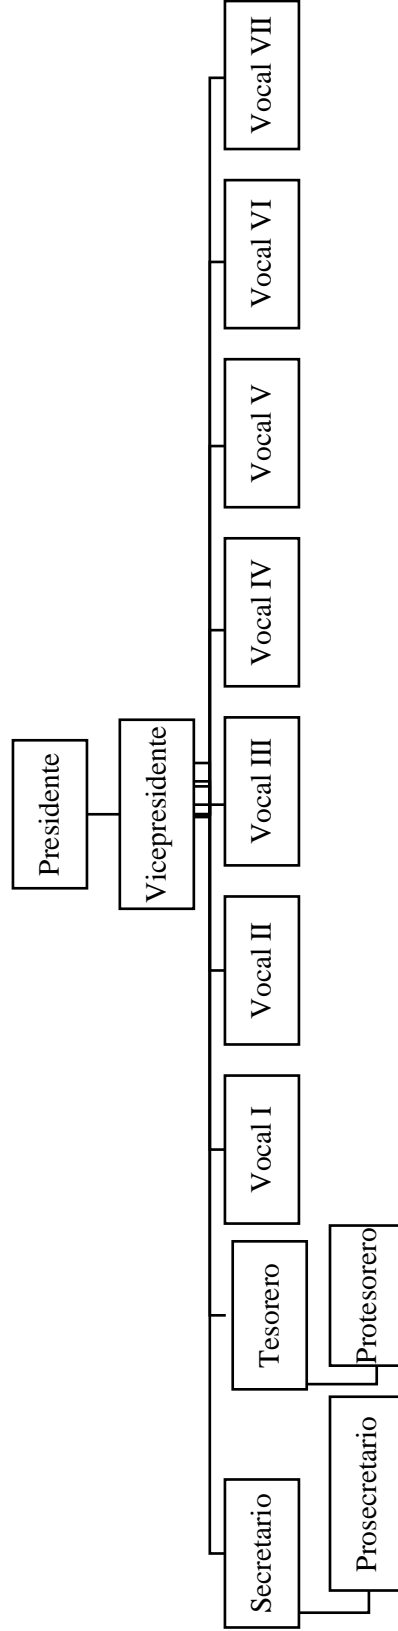 Presidente
Vicepresidente
Secretario
Tesorero
Vocal I
Vocal II
Vocal III
Vocal IV
Vocal V
Vocal VI
Vocal VII
Prosecretario
Protesorero